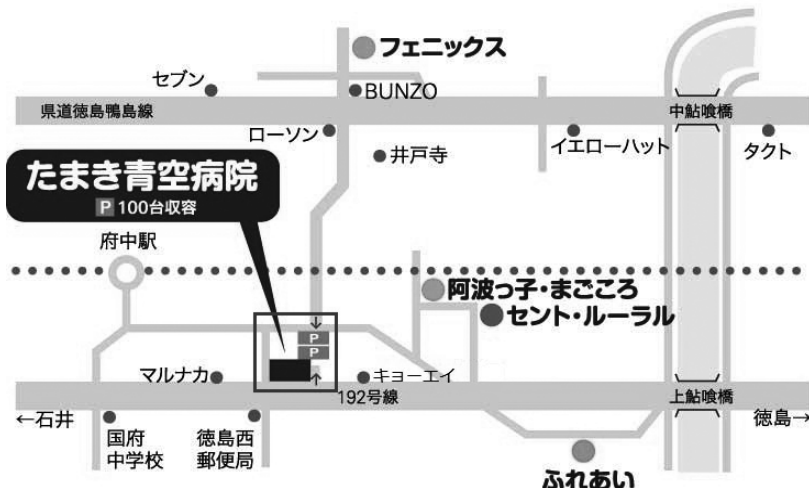 フェニックス
セブン
BUNZO
県道徳島鴨島線
中鮎喰橋
ローソン
井戸寺
イエローハット
タクト
たまき青空病院
P 100台収容
府中駅
阿波っ子・まごころ
セント・ルーラル
P
P
マルナカ
キョーエイ
192号線
上鮎喰橋
←石井
徳島→
国府
中学校
徳島西
郵便局
ふれあい